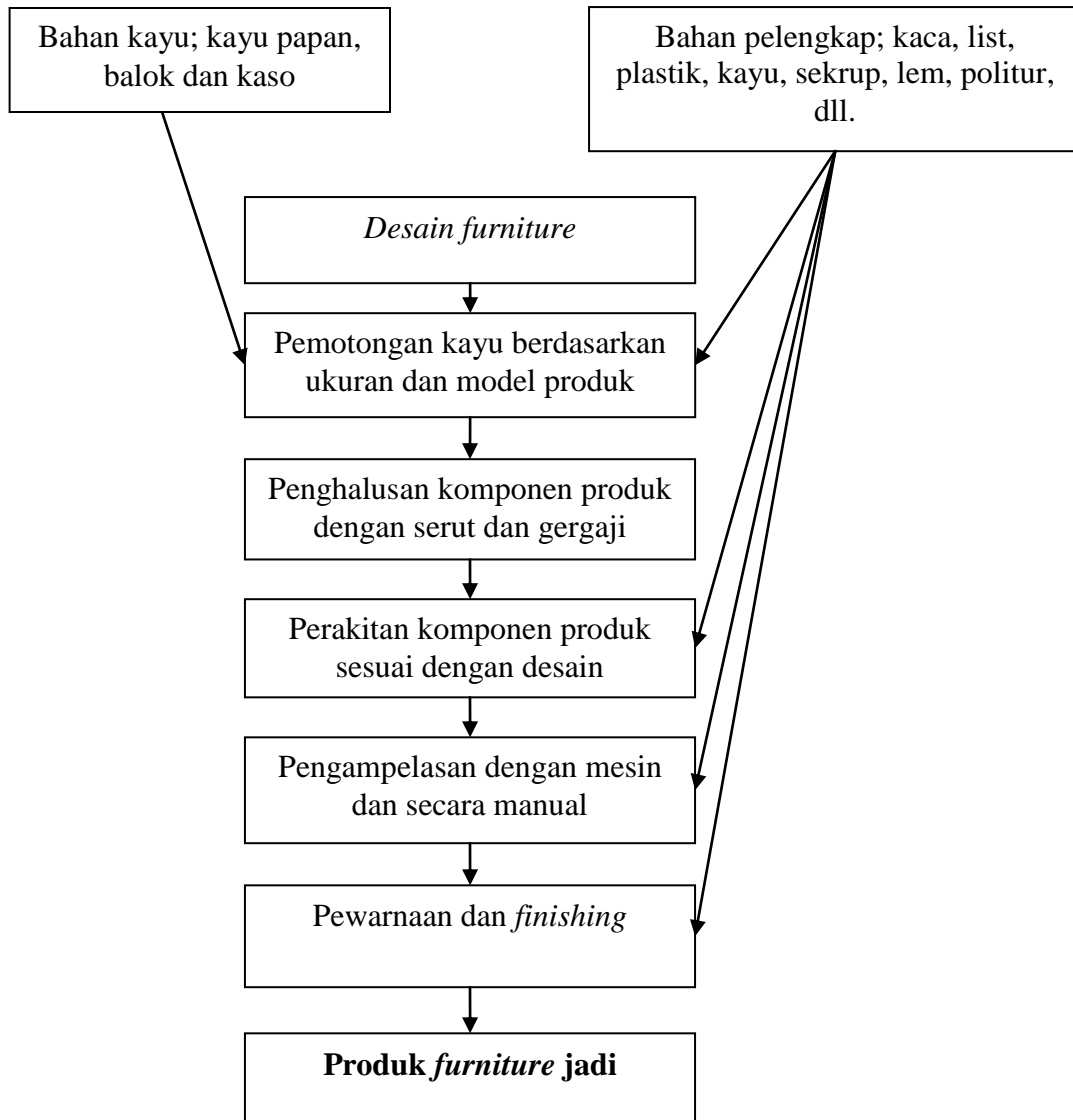 Bahan kayu; kayu papan,
balok dan kaso
Bahan pelengkap; kaca, list,
plastik, kayu, sekrup, lem, politur,
dll.
Desain furniture
Pemotongan kayu berdasarkan
ukuran dan model produk
Penghalusan komponen produk
dengan serut dan gergaji
Perakitan komponen produk
sesuai dengan desain
Pengampelasan dengan mesin
dan secara manual
Pewarnaan dan finishing
Produk furniture jadi